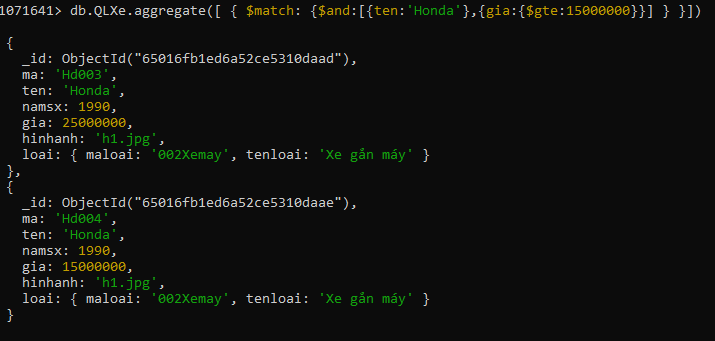 1071641> db.QLXe.aggregate([ { $match: {$and:[{ten:'Honda'},{gia:{$gte:15000000}}] } }])
{
_id: ObjectId("65016fb1ed6a52ce5310daad"),
ma: 'Hd003',
ten: 'Honda',
namsx: 1990,
gia: 25000000,
hinhanh: 'h1.jpg',
loai: { maloai: '002Xemay', tenloai: 'Xe gắn máy' }
},
{
_id: ObjectId("65016fb1ed6a52ce5310daae"),
ma: 'Hd004',
ten: 'Honda',
namsx: 1990,
gia: 15000000,
hinhanh: 'h1.jpg',
loai: { maloai: '002Xemay', tenloai: 'Xe gắn máy' }
}